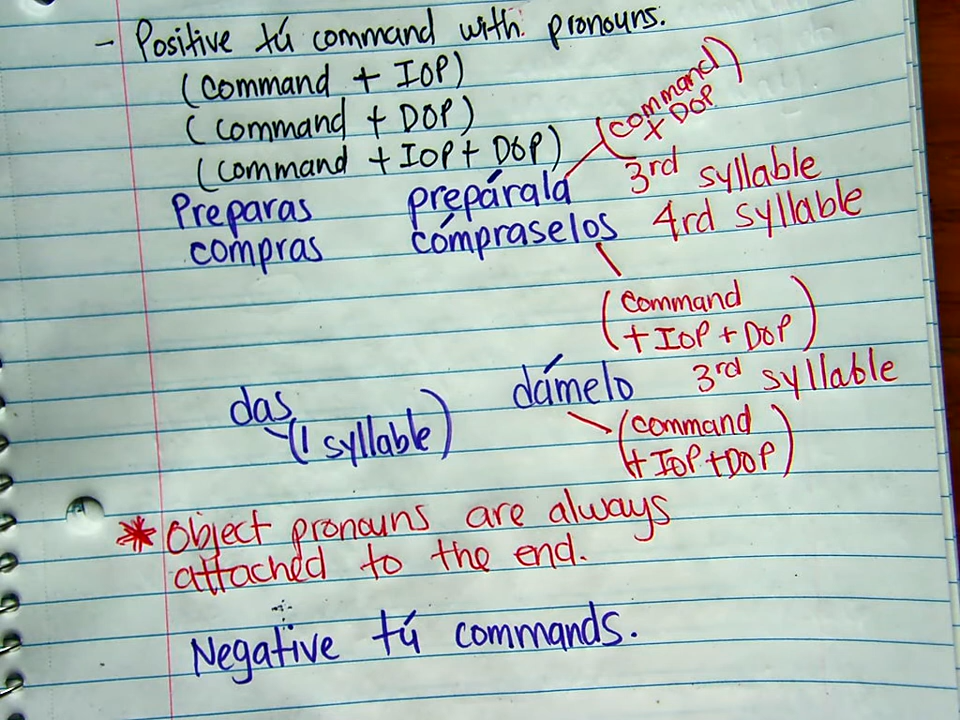 - Positive tú command with pronouns.
(command + IOP)
(command + DOP)
(command + IOP + DOP)
(command
+ DOP)
Preparas prepárala 3rd syllable
compras cómpraselos 4rd syllable
(command
+ IOP + DOP)
das dámelo 3rd syllable
(1 syllable)
(command
+ IOP + DOP)
* Object pronouns are always
attached to the end.
Negative tú commands.